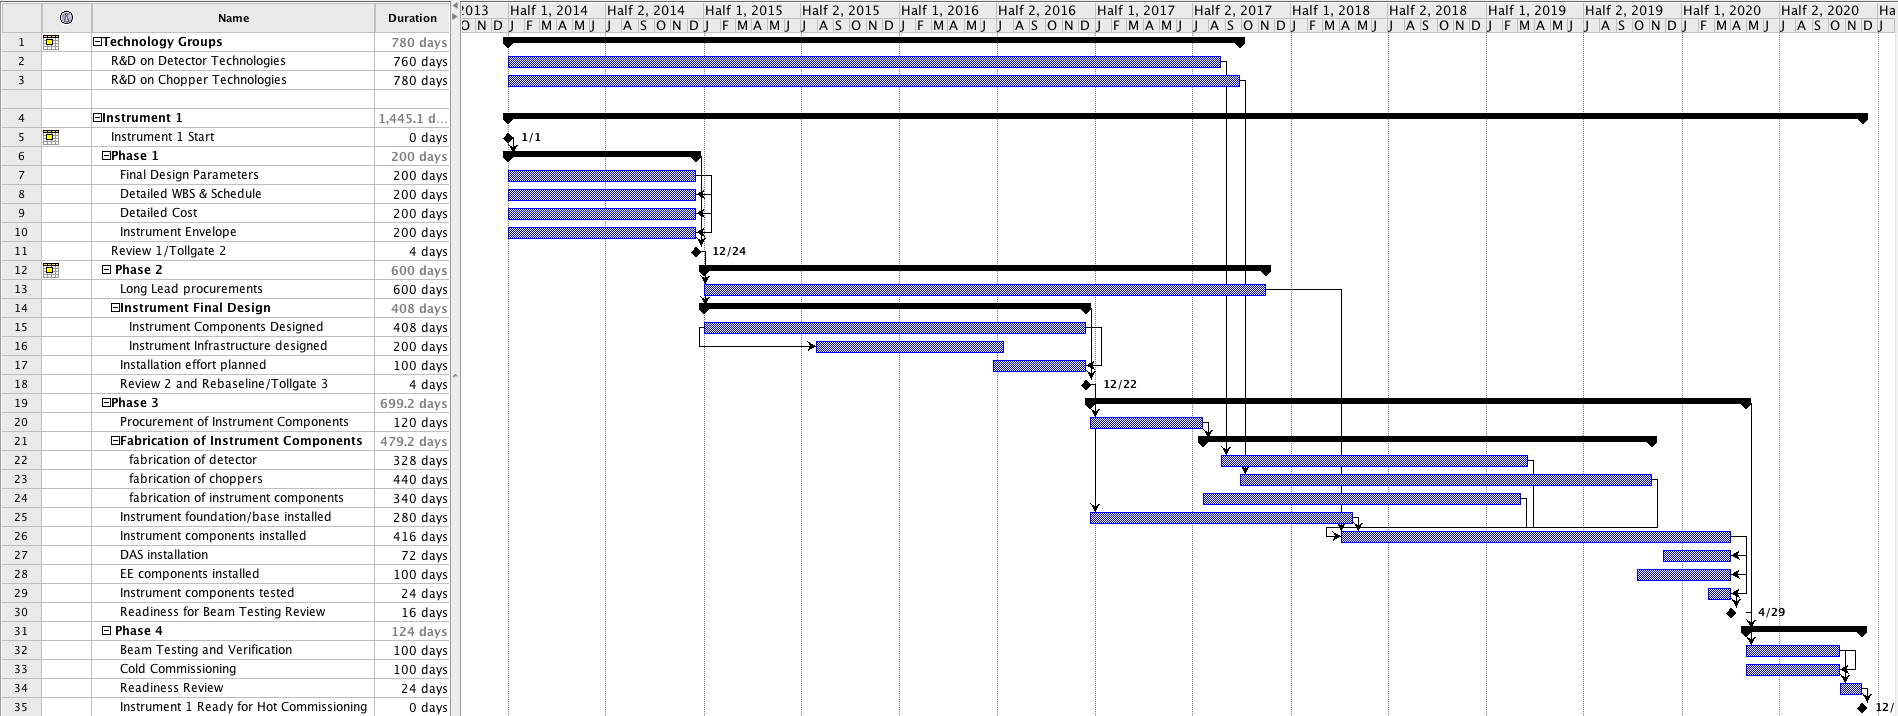 Name Duration 2013 Half 1, 2014 Half 2, 2014 Half 1, 2015 Half 2, 2015 Half 1, 2016 Half 2, 2016 Half 1, 2017 Half 2, 2017 Half 1, 2018 Half 2, 2018 Half 1, 2019 Half 2, 2019 Half 1, 2020 Half 2, 2020 Ha
O N D J F M A M J J A S O N D J F M A M J J A S O N D J F M A M J J A S O N D J F M A M J J A S O N D J F M A M J J A S O N D J F M A M J J A S O N D J F M A M J J A S O N D J
1 Technology Groups 780 days
2 R&D on Detector Technologies 760 days
3 R&D on Chopper Technologies 780 days
4 Instrument 1 1,445.1 d...
5 Instrument 1 Start 0 days 1/1
6 Phase 1 200 days
7 Final Design Parameters 200 days
8 Detailed WBS & Schedule 200 days
9 Detailed Cost 200 days
10 Instrument Envelope 200 days
11 Review 1/Tollgate 2 4 days 12/24
12 Phase 2 600 days
13 Long Lead procurements 600 days
14 Instrument Final Design 408 days
15 Instrument Components Designed 408 days
16 Instrument Infrastructure designed 200 days
17 Installation effort planned 100 days
18 Review 2 and Rebaseline/Tollgate 3 4 days 12/22
19 Phase 3 699.2 days
20 Procurement of Instrument Components 120 days
21 Fabrication of Instrument Components 479.2 days
22 fabrication of detector 328 days
23 fabrication of choppers 440 days
24 fabrication of instrument components 340 days
25 Instrument foundation/base installed 280 days
26 Instrument components installed 416 days
27 DAS installation 72 days
28 EE components installed 100 days
29 Instrument components tested 24 days
30 Readiness for Beam Testing Review 16 days 4/29
31 Phase 4 124 days
32 Beam Testing and Verification 100 days
33 Cold Commissioning 100 days
34 Readiness Review 24 days
35 Instrument 1 Ready for Hot Commissioning 0 days 12/